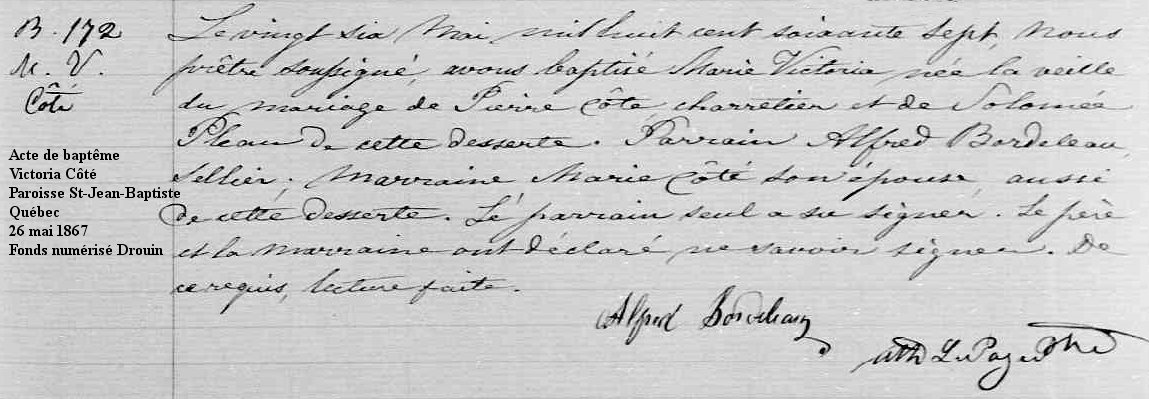 B. 172
M. V.
Côté
Acte de baptême
Victoria Côté
Paroisse St-Jean-Baptiste
Québec
26 mai 1867
Fonds numérisé Drouin
Le vingt six Mai, mil huit cent soixante sept, Nous
prêtre soussigné, avons baptisé Marie Victoria, née la veille
du mariage de Pierre Côté charretier et de Solomée
Pleau de cette desserte. Parrain Alfred Bordeleau,
sellier; Marraine, Marie Côté son épouse, aussi
de cette desserte. Le parrain seul a su signer. Le père
et la marraine ont déclaré ne savoir signer. De
ce requis, lecture faite.
Alfred Bordeleau
Ath LePage Ptre